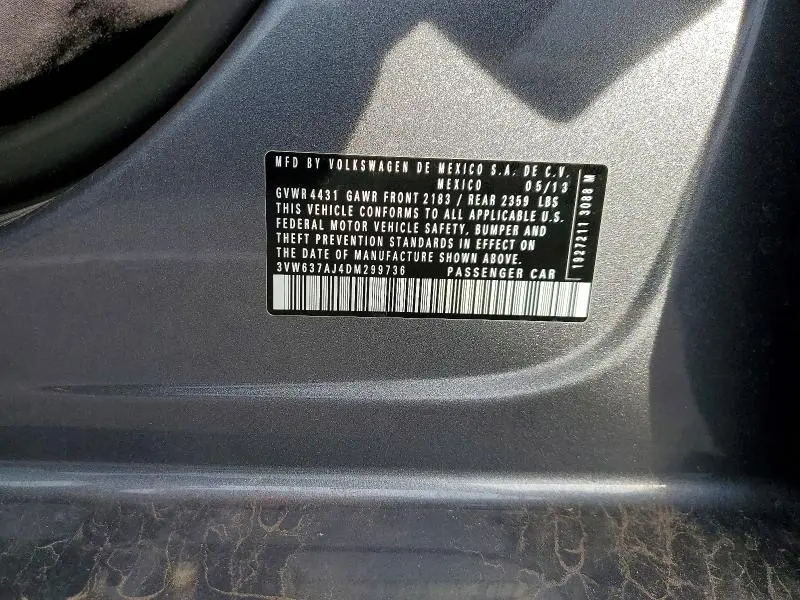 MFD BY VOLKSWAGEN DE MEXICO S.A. DE C.V.
MEXICO 05/13
GVWR 4431 GAWR FRONT 2183 / REAR 2359 LBS
THIS VEHICLE CONFORMS TO ALL APPLICABLE U.S.
FEDERAL MOTOR VEHICLE SAFETY, BUMPER AND
THEFT PREVENTION STANDARDS IN EFFECT ON
THE DATE OF MANUFACTURE SHOWN ABOVE.
3VW637AJ4DM299736 PASSENGER CAR
1927211 3088 M